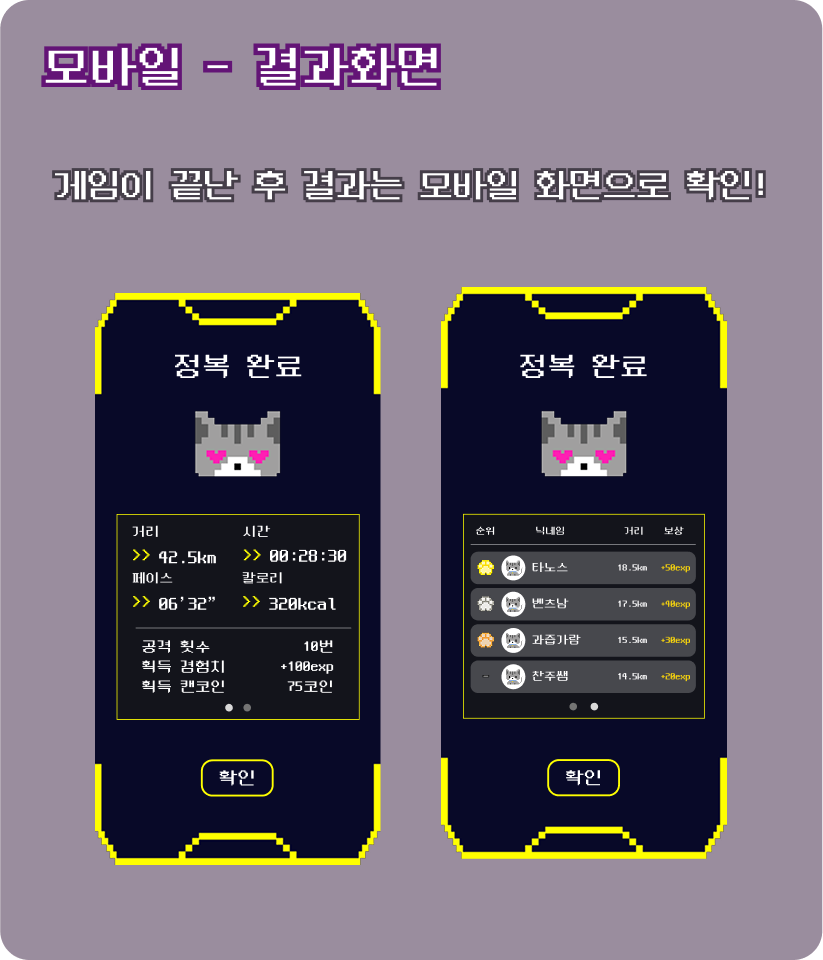 모바일 - 결과화면
게임이 끝난 후 결과는 모바일 화면으로 확인!
정복 완료
거리 시간
>> 42.5km >> 00:28:30
페이스 칼로리
>> 06'32" >> 320kcal
공격 횟수 10번
획득 경험치 +100exp
획득 캔코인 75코인
확인
정복 완료
순위 닉네임 거리 보상
타노스 18.5km +50exp
벤츠남 17.5km +40exp
과즙가람 15.5km +30exp
- 찬주쌤 14.5km +20exp
확인